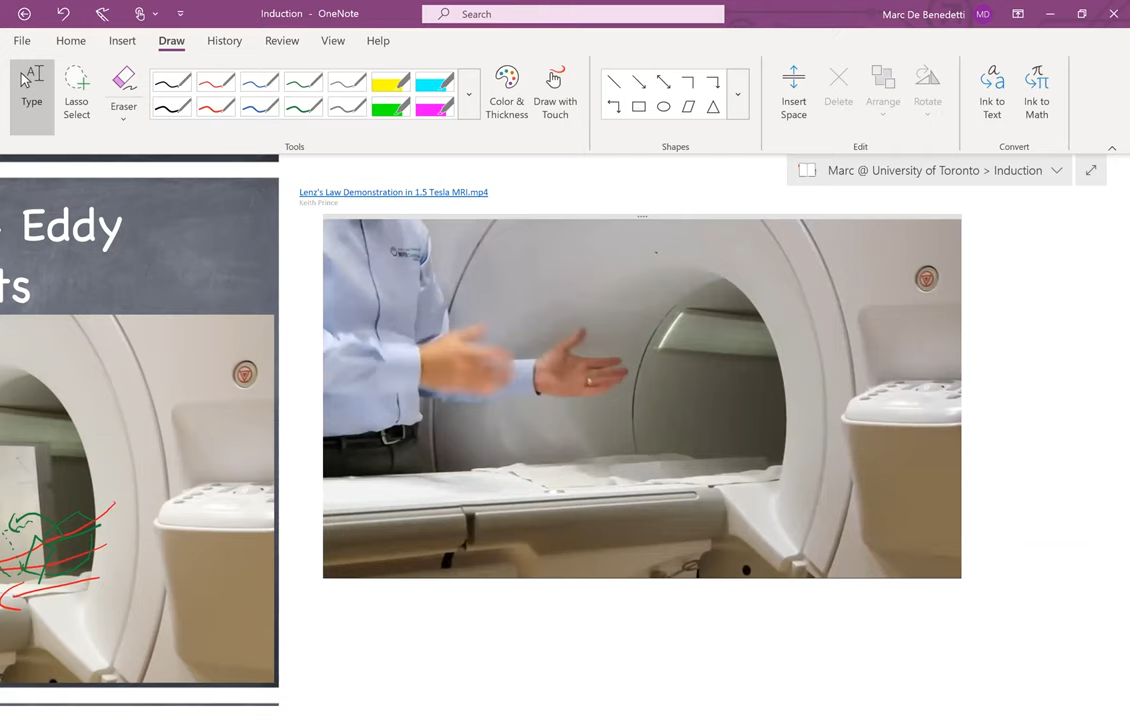 Induction - OneNote
Search
Marc De Benedetti
MD
File
Home
Insert
Draw
History
Review
View
Help
Type
Lasso Select
Eraser
Color & Thickness
Draw with Touch
Insert Space
Delete
Arrange
Rotate
Ink to Text
Ink to Math
Tools
Shapes
Edit
Convert
Marc @ University of Toronto > Induction
Lenz's Law Demonstration in 1.5 Tesla MRI.mp4
Keith Prince
Eddy
ts